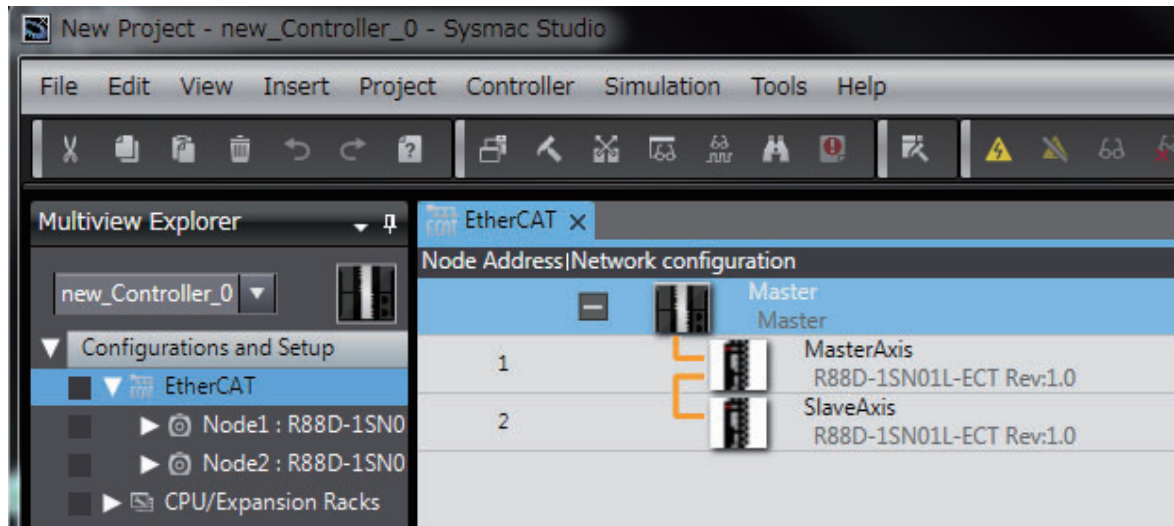 New Project - new_Controller_0 - Sysmac Studio
File Edit View Insert Project Controller Simulation Tools Help
Multiview Explorer
new_Controller_0
Configurations and Setup
EtherCAT
Node1 : R88D-1SN0
Node2 : R88D-1SN0
CPU/Expansion Racks
EtherCAT
Node Address|Network configuration
Master
Master
1
MasterAxis
R88D-1SN01L-ECT Rev:1.0
2
SlaveAxis
R88D-1SN01L-ECT Rev:1.0